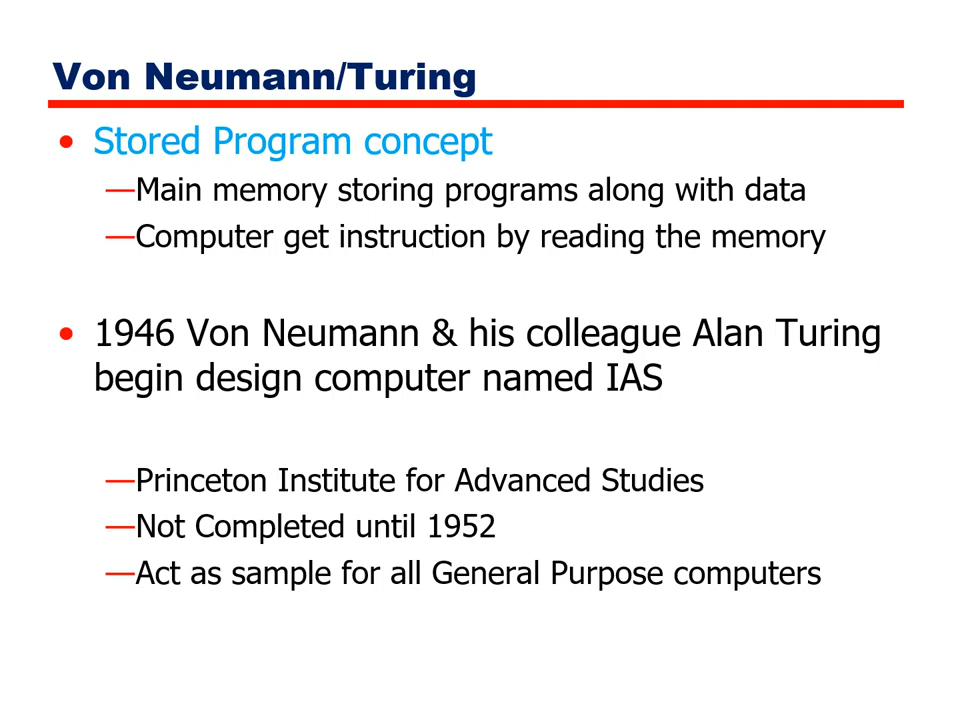 Von Neumann/Turing
• Stored Program concept
—Main memory storing programs along with data
—Computer get instruction by reading the memory
• 1946 Von Neumann & his colleague Alan Turing
begin design computer named IAS
—Princeton Institute for Advanced Studies
—Not Completed until 1952
—Act as sample for all General Purpose computers